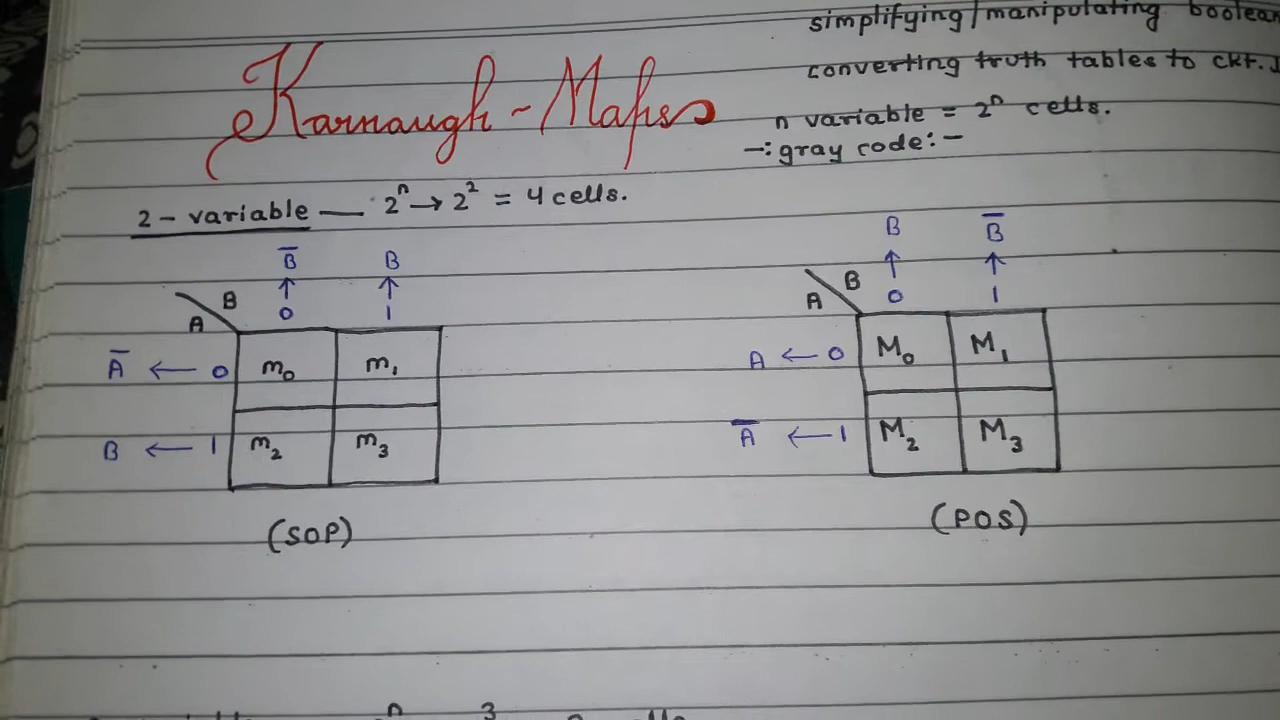 simplifying/manipulating boolean
converting truth tables to ckt.
Karnaugh-Maps
n variable = 2ⁿ cells.
-: gray code:-
2-variable — 2ⁿ → 2² = 4 cells.
B̅ B
↑ ↑
A B 0 1
A̅ ← 0 m₀ m₁
B ← 1 m₂ m₃
(SOP)
B B̅
↑ ↑
A B 0 1
A ← 0 M₀ M₁
A̅ ← 1 M₂ M₃
(POS)